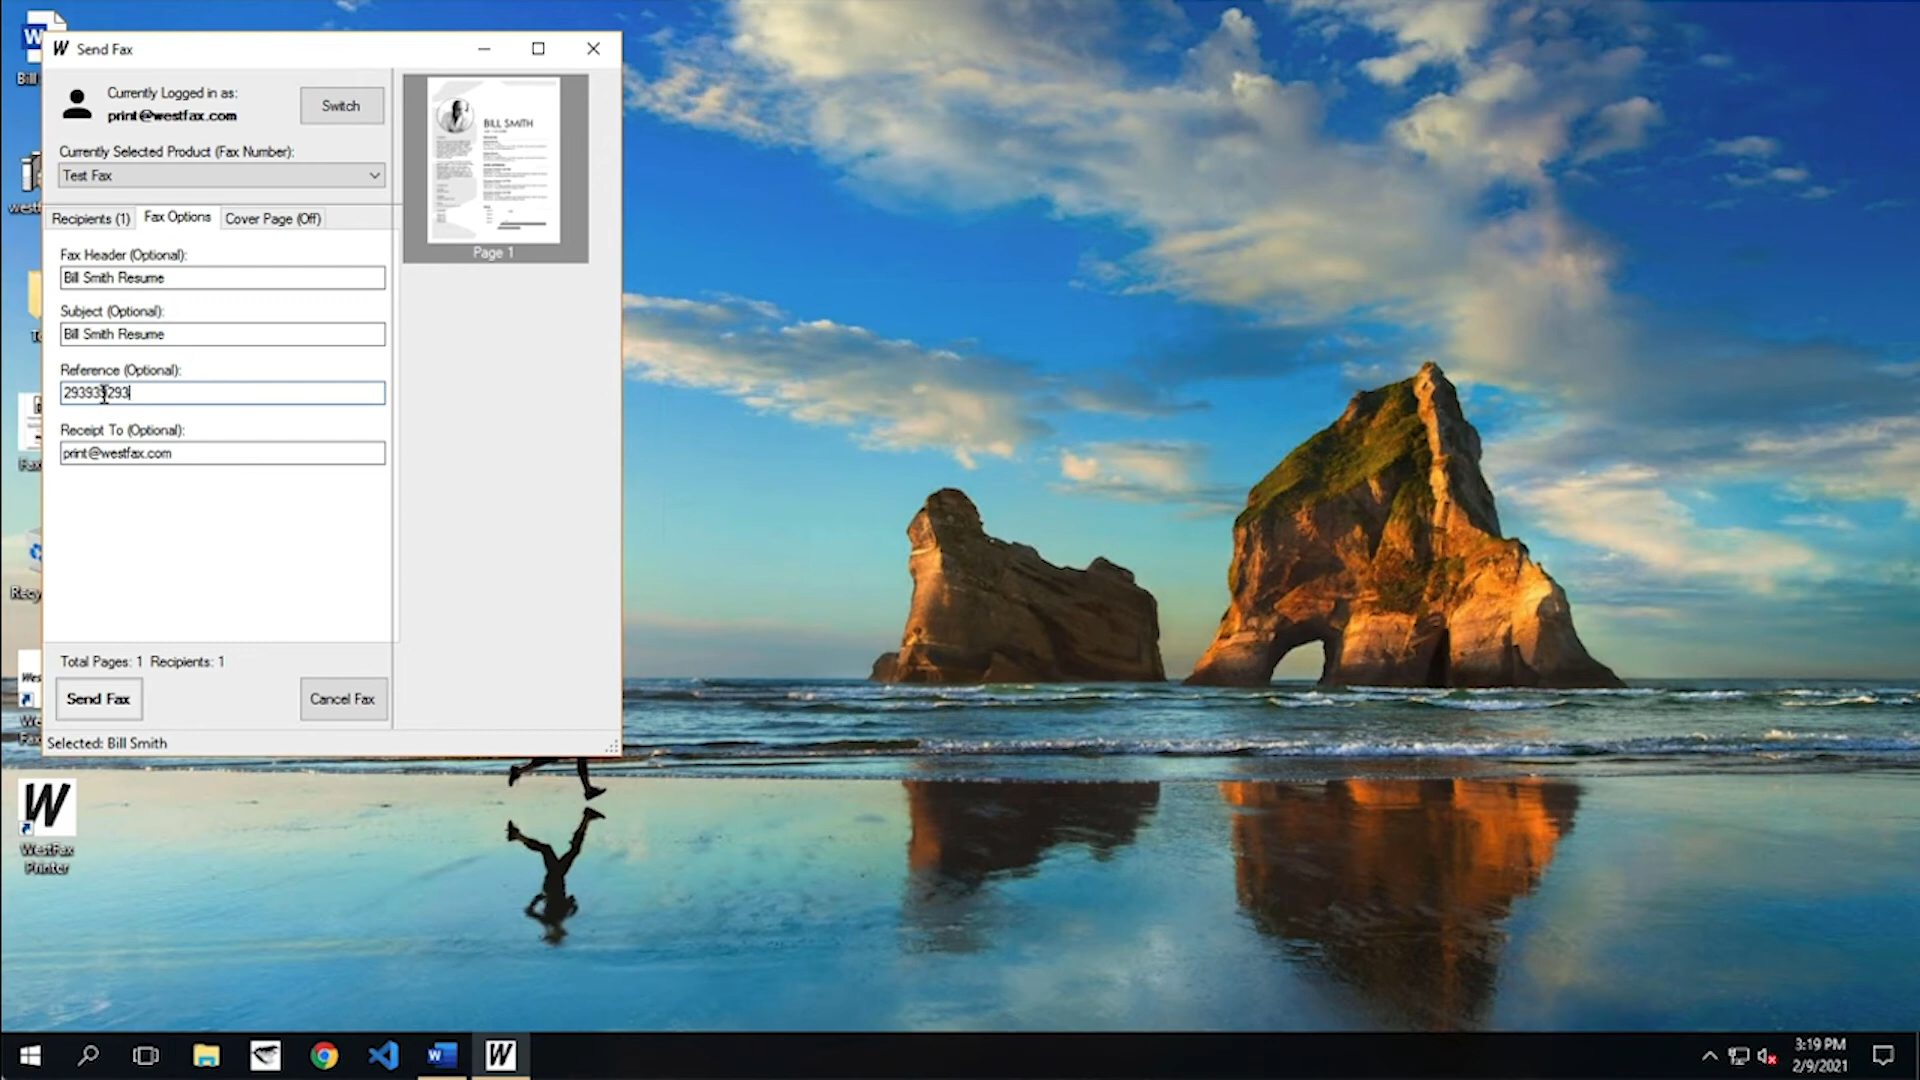 W
Bill
W Send Fax
Currently Logged in as:
print@westfax.com
Switch
Currently Selected Product (Fax Number):
Test Fax
Recipients (1)
Fax Options
Cover Page (Off)
Fax Header (Optional):
Bill Smith Resume
Subject (Optional):
Bill Smith Resume
Reference (Optional):
Receipt To (Optional):
print@westfax.com
Total Pages: 1 Recipients: 1
Send Fax
Cancel Fax
Selected: Bill Smith
BILL SMITH
Page 1
Recy
W
WestFax
Printer
W
W
3:19 PM
2/9/2021